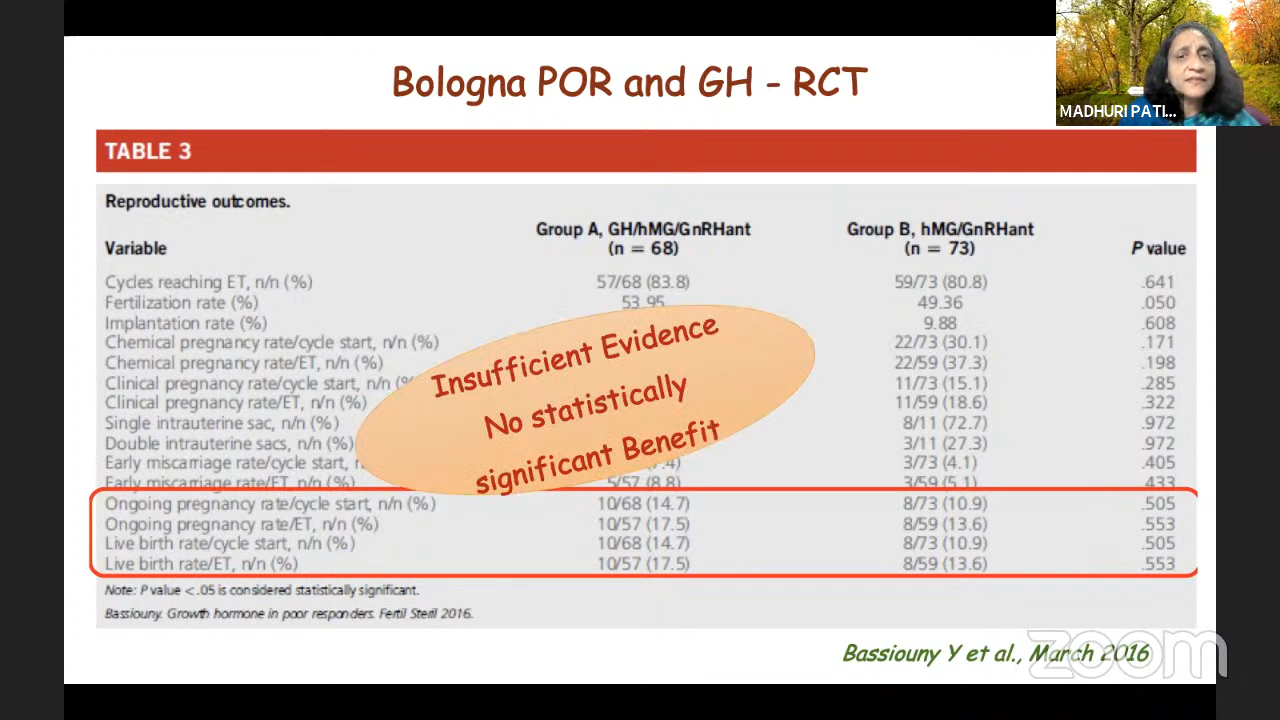 Bologna POR and GH - RCT
MADHURI PATI...
TABLE 3
Reproductive outcomes.
Variable
Group A, GH/hMG/GnRHant
(n = 68)
Group B, hMG/GnRHant
(n = 73)
P value
Cycles reaching ET, n/n (%) 57/68 (83.8) 59/73 (80.8) .641
Fertilization rate (%) 53.95 49.36 .050
Implantation rate (%) 9.88 .608
Chemical pregnancy rate/cycle start, n/n (%) 22/73 (30.1) .171
Chemical pregnancy rate/ET, n/n (%) 22/59 (37.3) .198
Clinical pregnancy rate/cycle start, n/n 11/73 (15.1) .285
Clinical pregnancy rate/ET, n/n (%) 11/59 (18.6) .322
Single intrauterine sac, n/n (%) 8/11 (72.7) .972
Double intrauterine sacs, n/n (%) 3/11 (27.3) .972
Early miscarriage rate/cycle start, 3/73 (4.1) .405
Early miscarriage rate/ET, n/n (%) 5/57 (8.8) 3/59 (5.1) .433
Ongoing pregnancy rate/cycle start, n/n (%) 10/68 (14.7) 8/73 (10.9) .505
Ongoing pregnancy rate/ET, n/n (%) 10/57 (17.5) 8/59 (13.6) .553
Live birth rate/cycle start, n/n (%) 10/68 (14.7) 8/73 (10.9) .505
Live birth rate/ET, n/n (%) 10/57 (17.5) 8/59 (13.6) .553
Insufficient Evidence
No statistically
significant Benefit
Note: P value <.05 is considered statistically significant.
Bassiouny. Growth hormone in poor responders. Fertil Steril 2016.
Bassiouny Y et al., March 2016
zoom